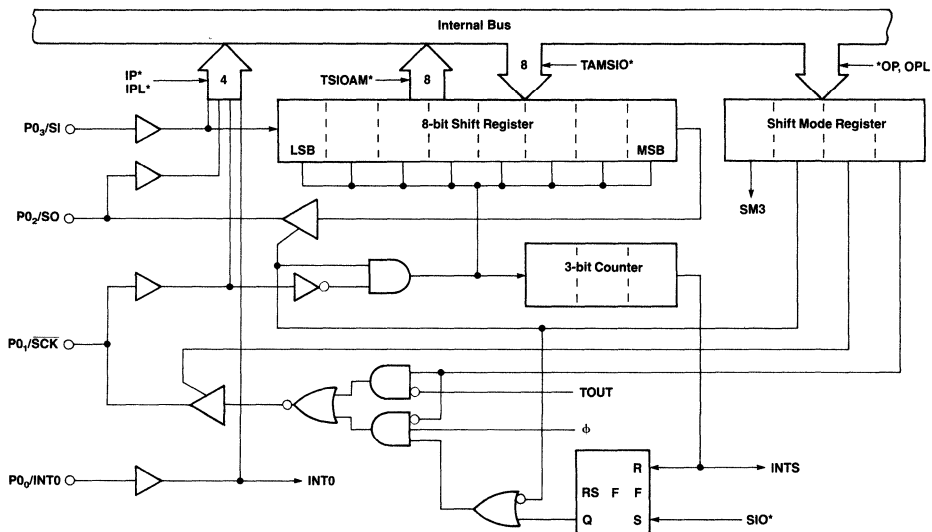 Internal Bus
IP*
IPL*
4
TSIOAM*
8
8
TAMSIO*
*OP, OPL
P0₃/SI
8-bit Shift Register
LSB
MSB
Shift Mode Register
SM3
P0₂/SO
3-bit Counter
P0₁/S̅C̅K̅
TOUT
ϕ
P0₀/INT0
INT0
R
INTS
RS F F
Q
S
SIO*